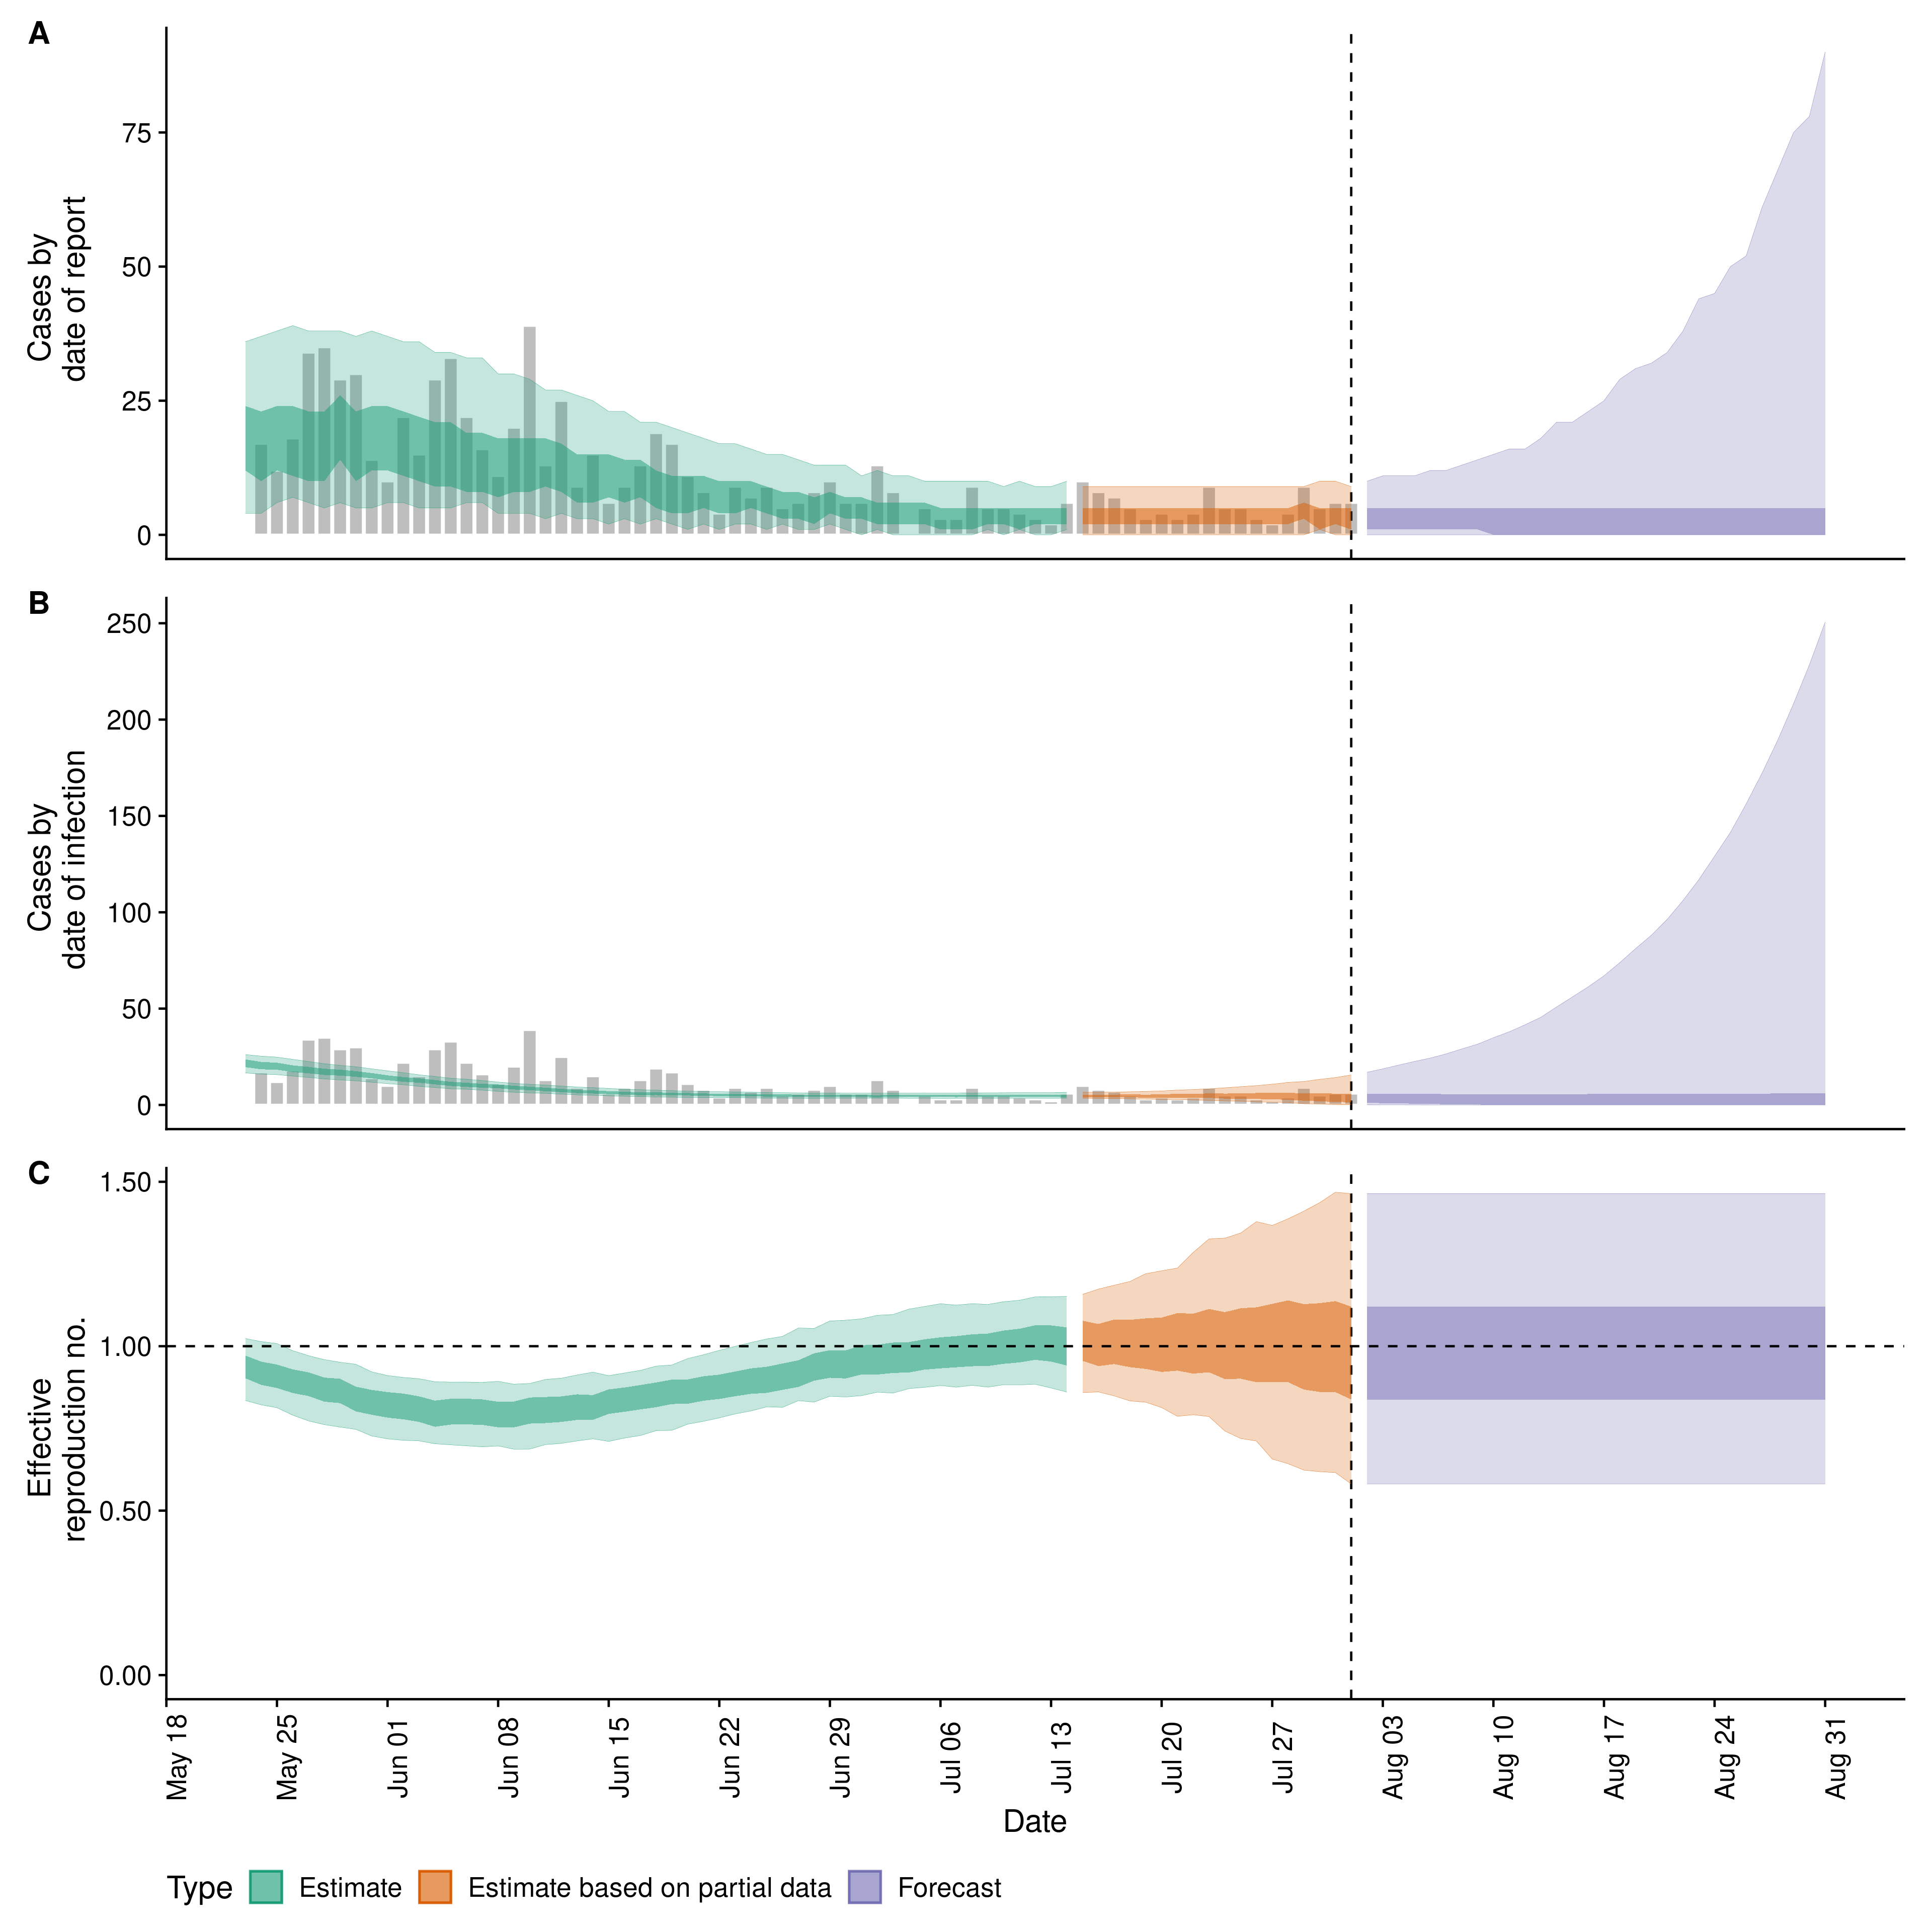 A
Cases by
date of report
75
50
25
0
B
Cases by
date of infection
250
200
150
100
50
0
C
Effective
reproduction no.
1.50
1.00
0.50
0.00
May 18
May 25
Jun 01
Jun 08
Jun 15
Jun 22
Jun 29
Jul 06
Jul 13
Jul 20
Jul 27
Aug 03
Aug 10
Aug 17
Aug 24
Aug 31
Date
Type Estimate Estimate based on partial data Forecast